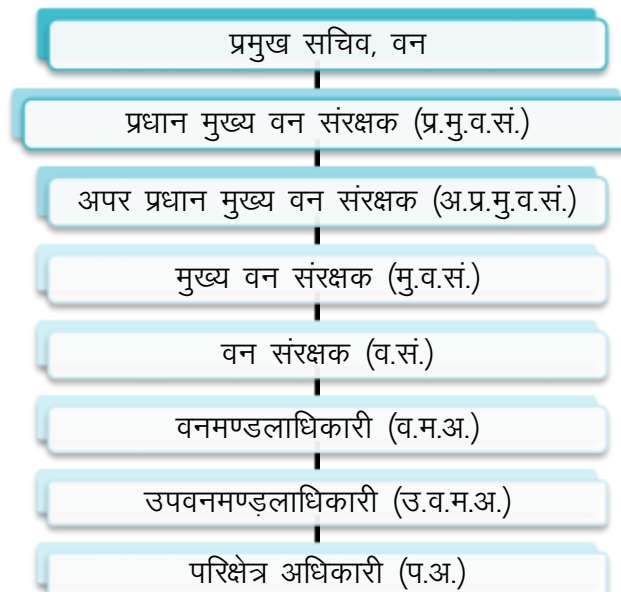 प्रमुख सचिव, वन
प्रधान मुख्य वन संरक्षक (प्र.मु.व.सं.)
अपर प्रधान मुख्य वन संरक्षक (अ.प्र.मु.व.सं.)
मुख्य वन संरक्षक (मु.व.सं.)
वन संरक्षक (व.सं.)
वनमण्डलाधिकारी (व.म.अ.)
उपवनमण्ड़लाधिकारी (उ.व.म.अ.)
परिक्षेत्र अधिकारी (प.अ.)